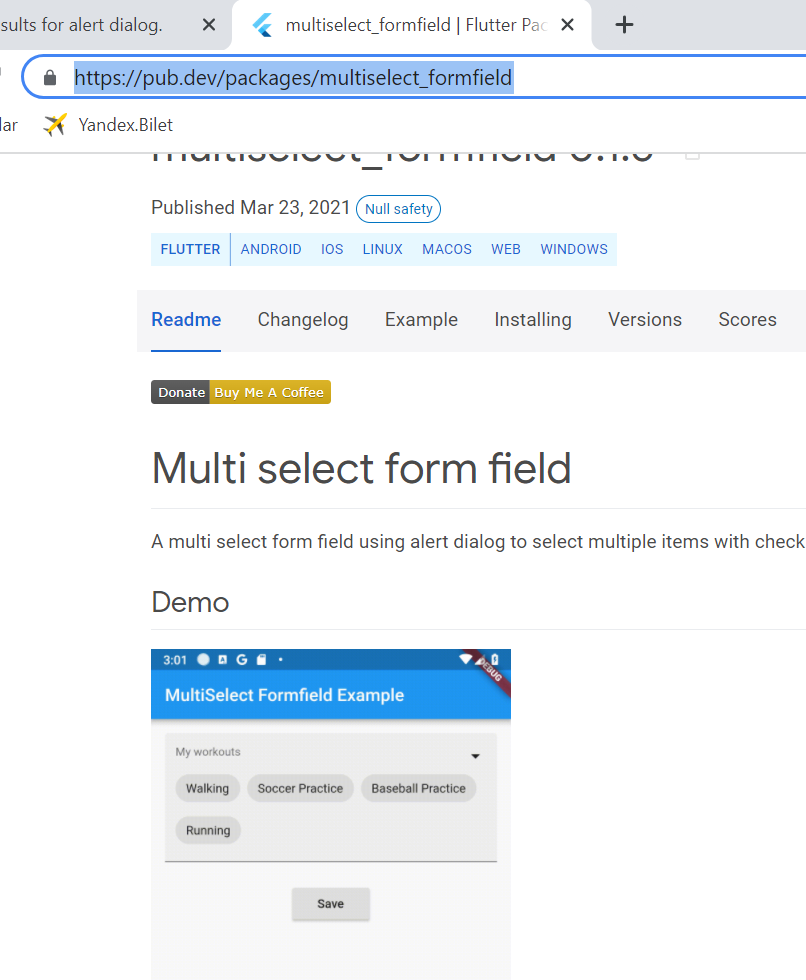 sults for alert dialog.
multiselect_formfield | Flutter Pac
https://pub.dev/packages/multiselect_formfield
lar
Yandex.Bilet
Published Mar 23, 2021 Null safety
FLUTTER ANDROID IOS LINUX MACOS WEB WINDOWS
Readme Changelog Example Installing Versions Scores
Donate Buy Me A Coffee
Multi select form field
A multi select form field using alert dialog to select multiple items with check
Demo
3:01
DEBUG
MultiSelect Formfield Example
My workouts
Walking Soccer Practice Baseball Practice
Running
Save